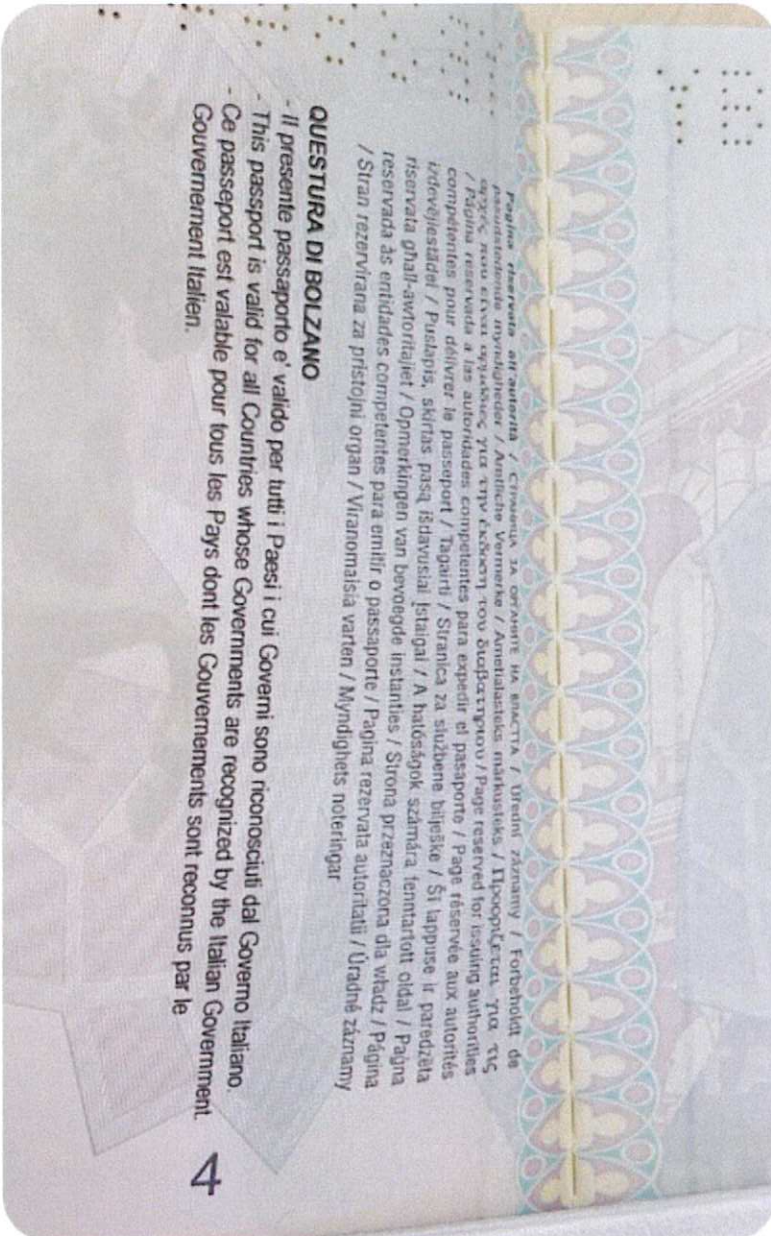 Pagina riservata all'autorità / Страница за органите на властта / Úřední záznamy / Forbeholdt de
pasudstedende myndigheder / Amtliche Vermerke / Ametialasteks märkusteks / Προορίζεται για τις
αρχές που είναι αρμόδιες για την έκδοση του διαβατηρίου / Page reserved for issuing authorities
/ Página reservada a las autoridades competentes para expedir el pasaporte / Page réservée aux autorités
compétentes pour délivrer le passeport / Tagairtí / Stranica za službene bilješke / Šī lappuse ir paredzēta
izdevējiestādei / Puslapis, skirtas pasą išdavusiai įstaigai / A hatóságok számára fenntartott oldal / Paġna
riservata għall-awtoritajiet / Opmerkingen van bevoegde instanties / Strona przeznaczona dla władz / Página
reservada às entidades competentes para emitir o passaporte / Pagina rezervata autoritatii / Úradné záznamy
/ Stran rezervirana za pristojni organ / Viranomaisia varten / Myndighets noteringar
QUESTURA DI BOLZANO
- Il presente passaporto e' valido per tutti i Paesi i cui Governi sono riconosciuti dal Governo Italiano.
- This passport is valid for all Countries whose Governments are recognized by the Italian Government.
- Ce passeport est valable pour tous les Pays dont les Gouvernements sont reconnus par le
Gouvernement Italien.
4